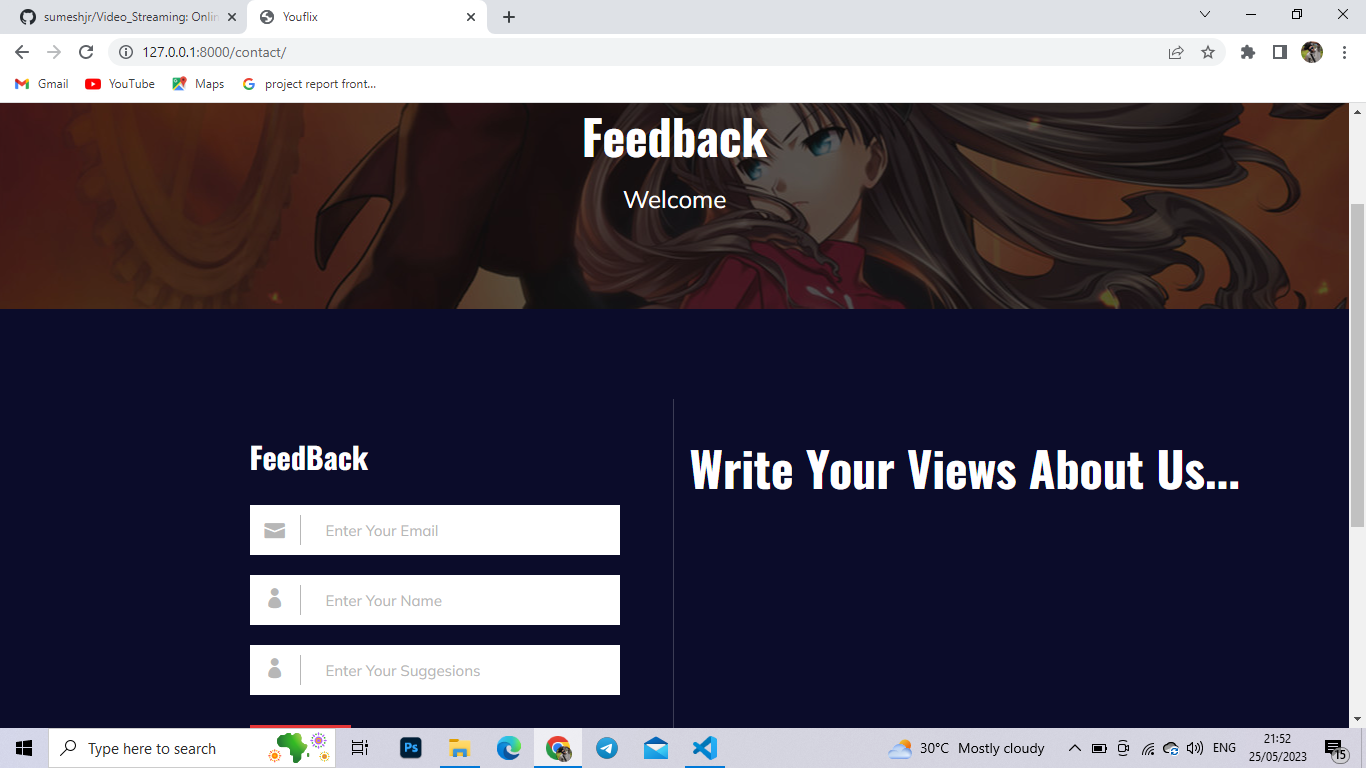 sumeshjr/Video_Streaming: Onlin
Youflix
127.0.0.1:8000/contact/
Gmail
YouTube
Maps
project report front...
Feedback
Welcome
FeedBack
Write Your Views About Us...
Enter Your Email
Enter Your Name
Enter Your Suggesions
Type here to search
Ps
30°C Mostly cloudy
ENG
21:52
25/05/2023
15